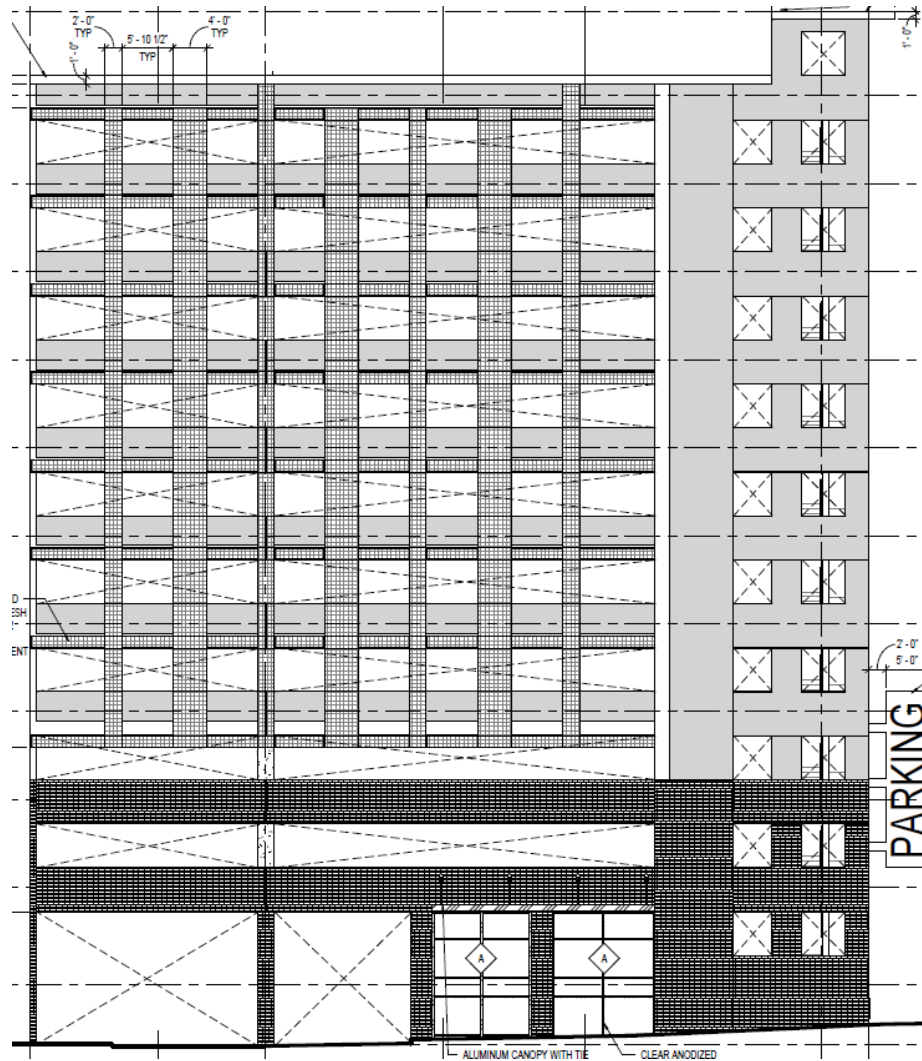 2' - 0"
TYP
5' - 10 1/2"
TYP
4' - 0"
TYP
1' - 0"
1' - 0"
D
ESH
ENT
2' - 0"
5' - 0"
PARKING
A
A
ALUMINUM CANOPY WITH TIE
CLEAR ANODIZED